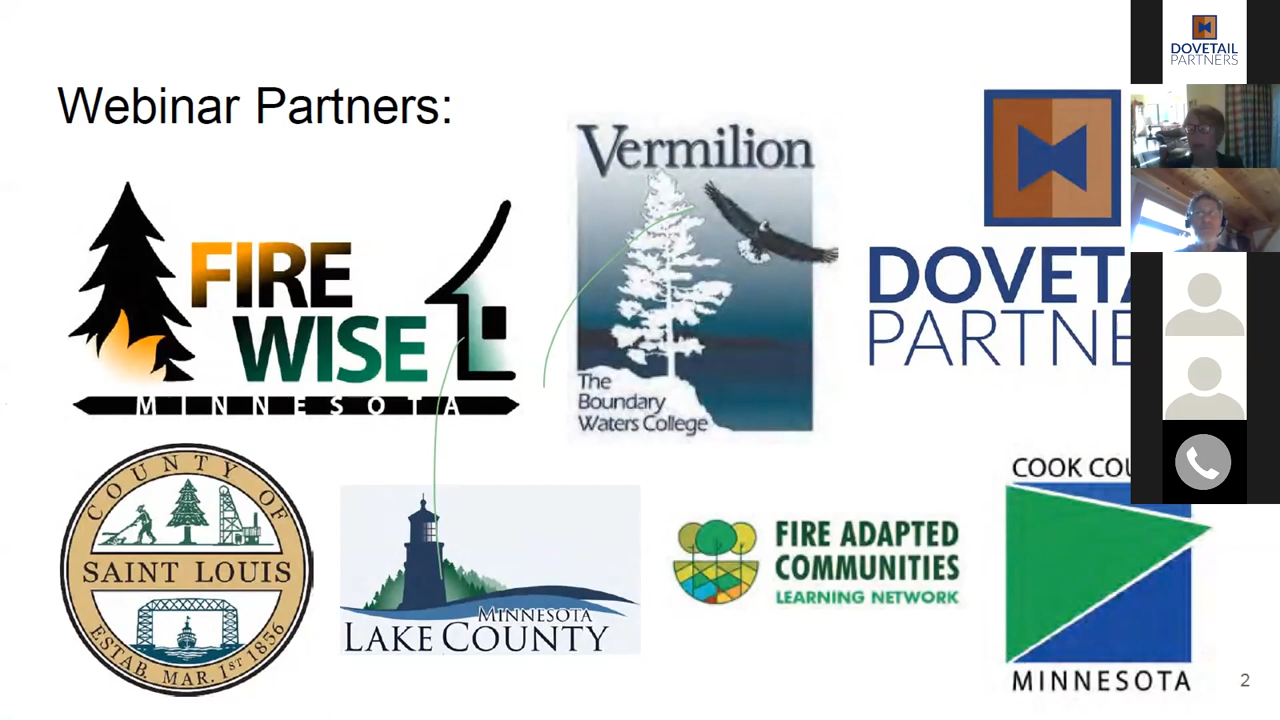 Webinar Partners:
FIRE
WISE
MINNESOTA
Vermilion
The
Boundary
Waters College
DOVETA
PARTNE
DOVETAIL
PARTNERS
COUNTY OF
SAINT LOUIS
ESTAB. MAR. 1ST 1856
MINNESOTA
LAKE COUNTY
FIRE ADAPTED
COMMUNITIES
LEARNING NETWORK
COOK COU
MINNESOTA
2